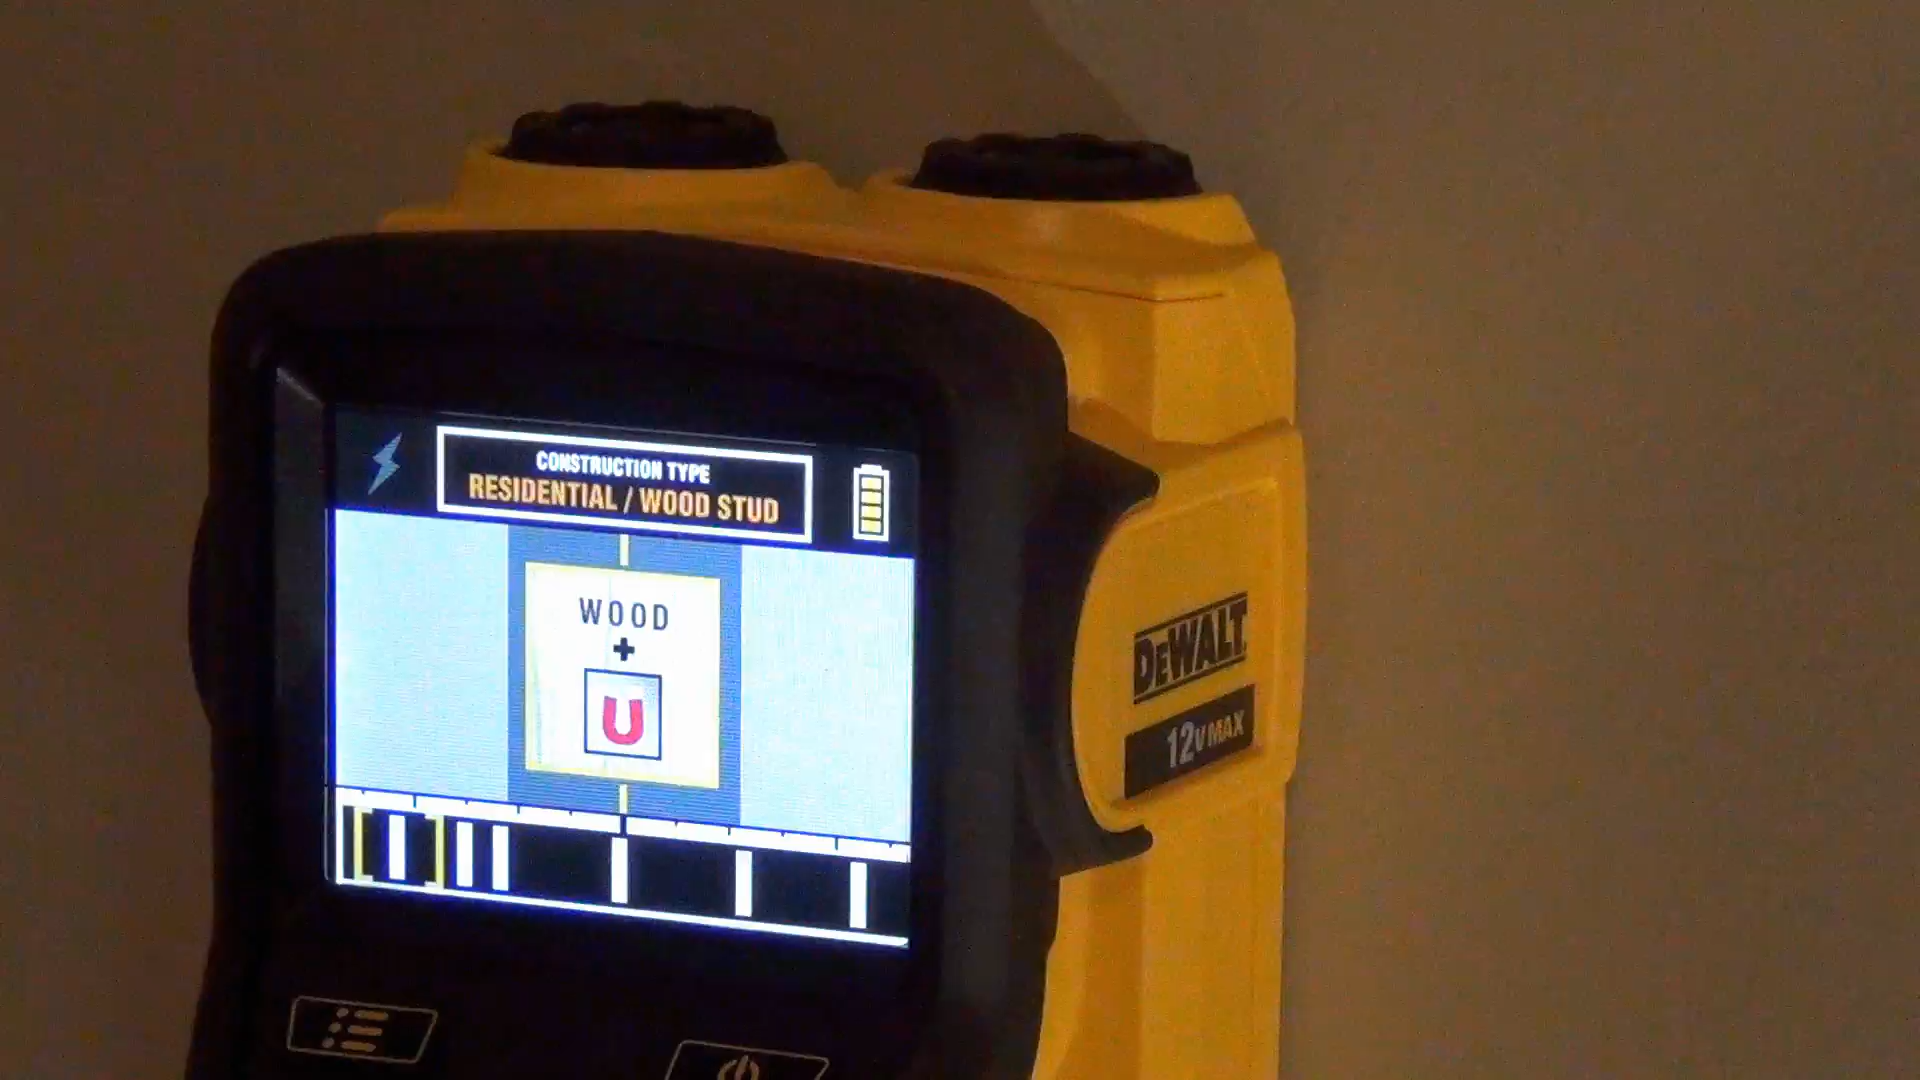 CONSTRUCTION TYPE
RESIDENTIAL / WOOD STUD
WOOD
+
DEWALT
12V MAX